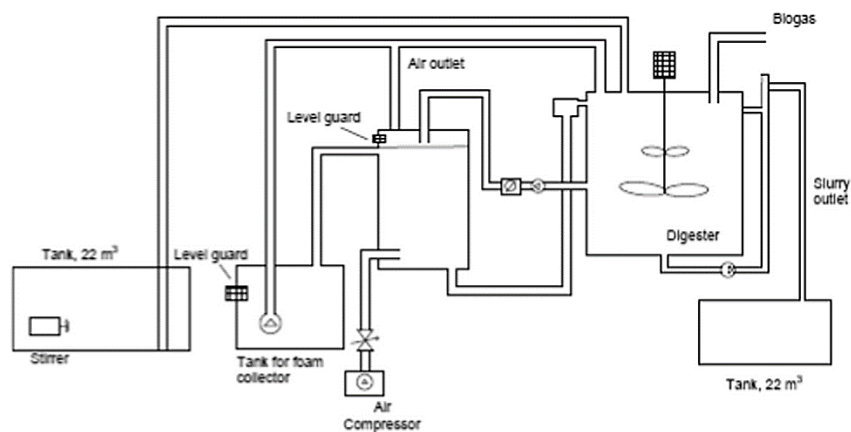 Biogas
Air outlet
Level guard
Slurry
outlet
Digester
Tank, 22 m³
Level guard
Stirrer
Tank for foam
collector
Tank, 22 m³
Air
Compressor